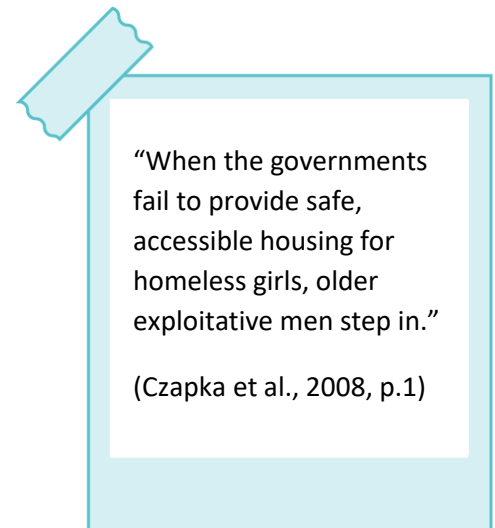 “When the governments
fail to provide safe,
accessible housing for
homeless girls, older
exploitative men step in.”
(Czapka et al., 2008, p.1)